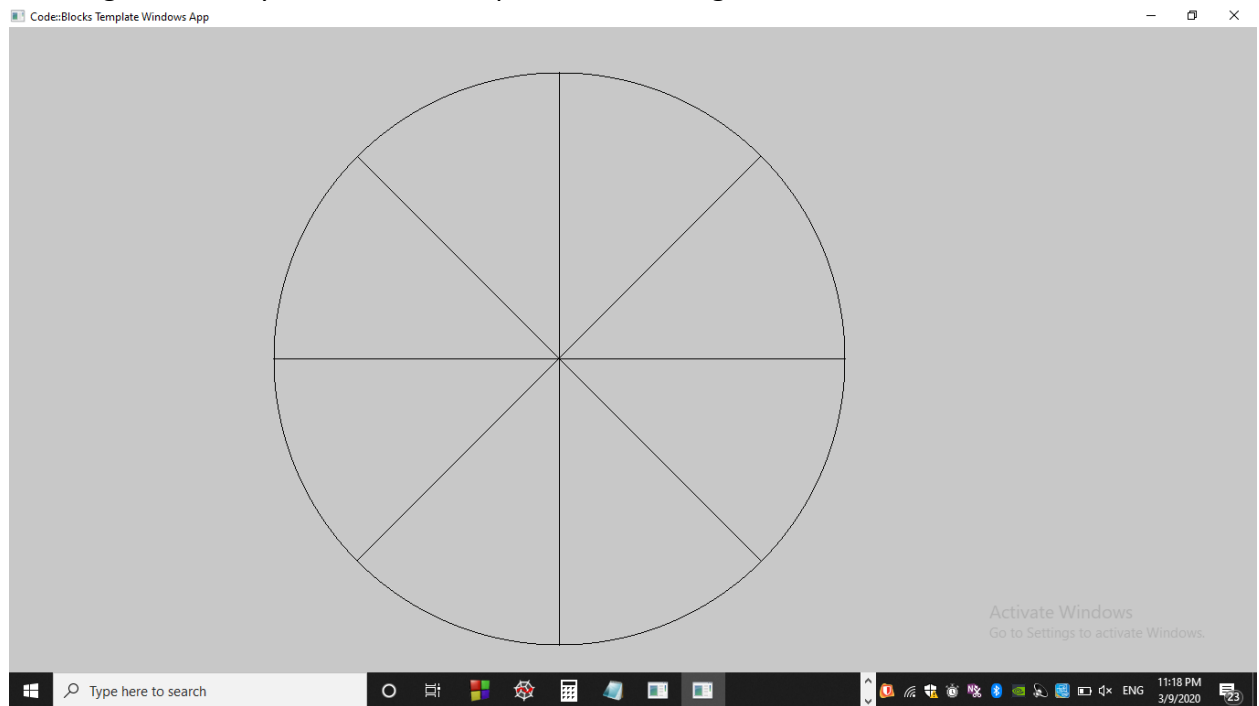 Code::Blocks Template Windows App
Activate Windows
Go to Settings to activate Windows.
Type here to search
ENG
11:18 PM
3/9/2020
23